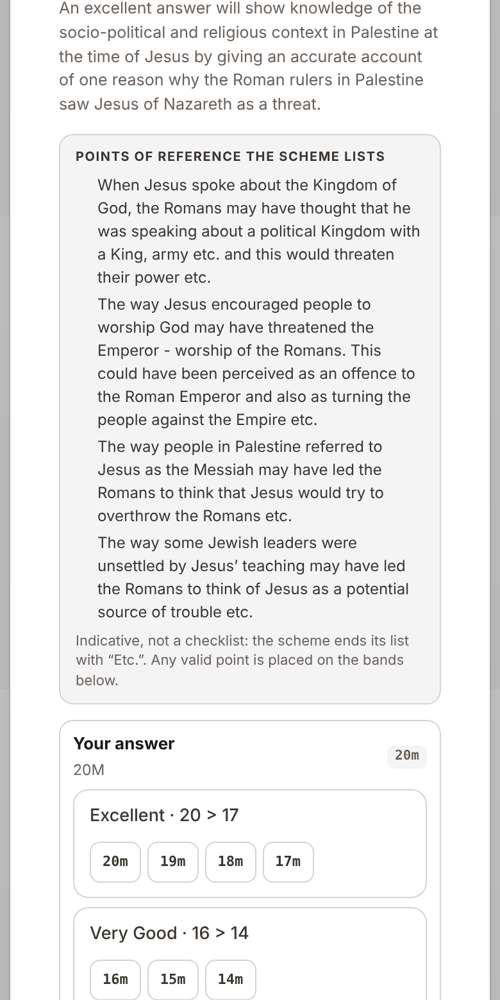 An excellent answer will show knowledge of the
socio-political and religious context in Palestine at
the time of Jesus by giving an accurate account
of one reason why the Roman rulers in Palestine
saw Jesus of Nazareth as a threat.
POINTS OF REFERENCE THE SCHEME LISTS
When Jesus spoke about the Kingdom of
God, the Romans may have thought that he
was speaking about a political Kingdom with
a King, army etc. and this would threaten
their power etc.
The way Jesus encouraged people to
worship God may have threatened the
Emperor - worship of the Romans. This
could have been perceived as an offence to
the Roman Emperor and also as turning the
people against the Empire etc.
The way people in Palestine referred to
Jesus as the Messiah may have led the
Romans to think that Jesus would try to
overthrow the Romans etc.
The way some Jewish leaders were
unsettled by Jesus’ teaching may have led
the Romans to think of Jesus as a potential
source of trouble etc.
Indicative, not a checklist: the scheme ends its list
with “Etc.”. Any valid point is placed on the bands
below.
Your answer
20m
20M
Excellent · 20 > 17
20m 19m 18m 17m
Very Good · 16 > 14
16m 15m 14m